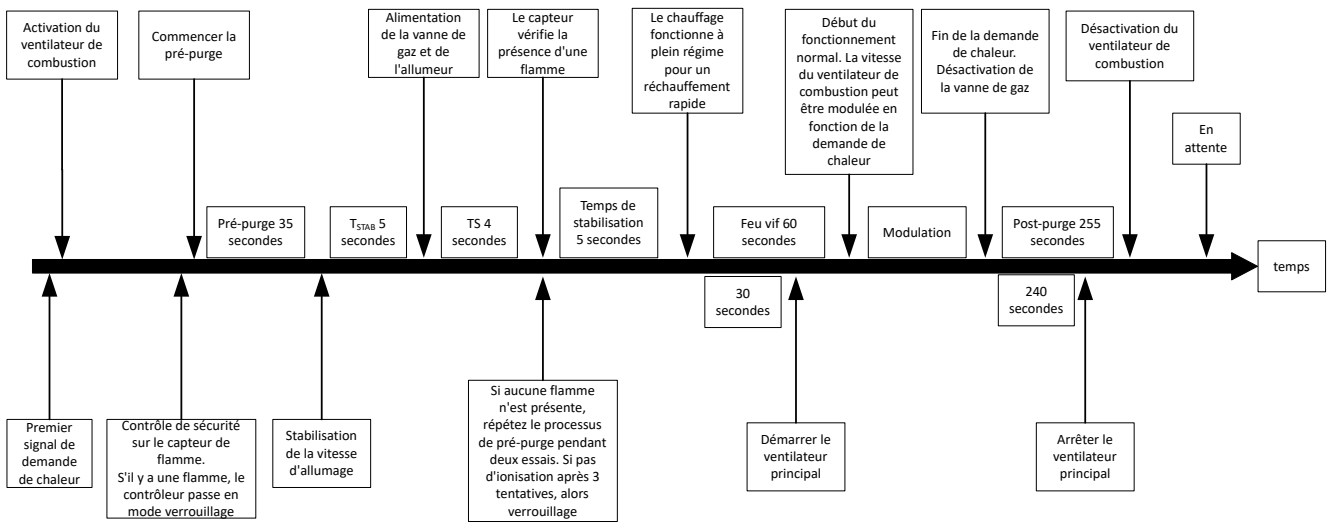 Activation du
ventilateur de
combustion
Commencer la
pré-purge
Alimentation
de la vanne de
gaz et de
l'allumeur
Le capteur
vérifie la
présence d'une
flamme
Le chauffage
fonctionne à
plein régime
pour un
réchauffement
rapide
Début du
fonctionnement
normal. La vitesse
du ventilateur de
combustion peut
être modulée en
fonction de la
demande de
chaleur
Fin de la demande
de chaleur.
Désactivation de
la vanne de gaz
Désactivation du
ventilateur de
combustion
En
attente
Pré-purge 35
secondes
TSTAB 5
secondes
TS 4
secondes
Temps de
stabilisation
5 secondes
Feu vif 60
secondes
Modulation
Post-purge 255
secondes
temps
30
secondes
240
secondes
Premier
signal de
demande
de chaleur
Contrôle de sécurité
sur le capteur de
flamme.
S'il y a une flamme, le
contrôleur passe en
mode verrouillage
Stabilisation
de la vitesse
d'allumage
Si aucune flamme
n'est présente,
répétez le processus
de pré-purge pendant
deux essais. Si pas
d'ionisation après 3
tentatives, alors
verrouillage
Démarrer le
ventilateur
principal
Arrêter le
ventilateur
principal